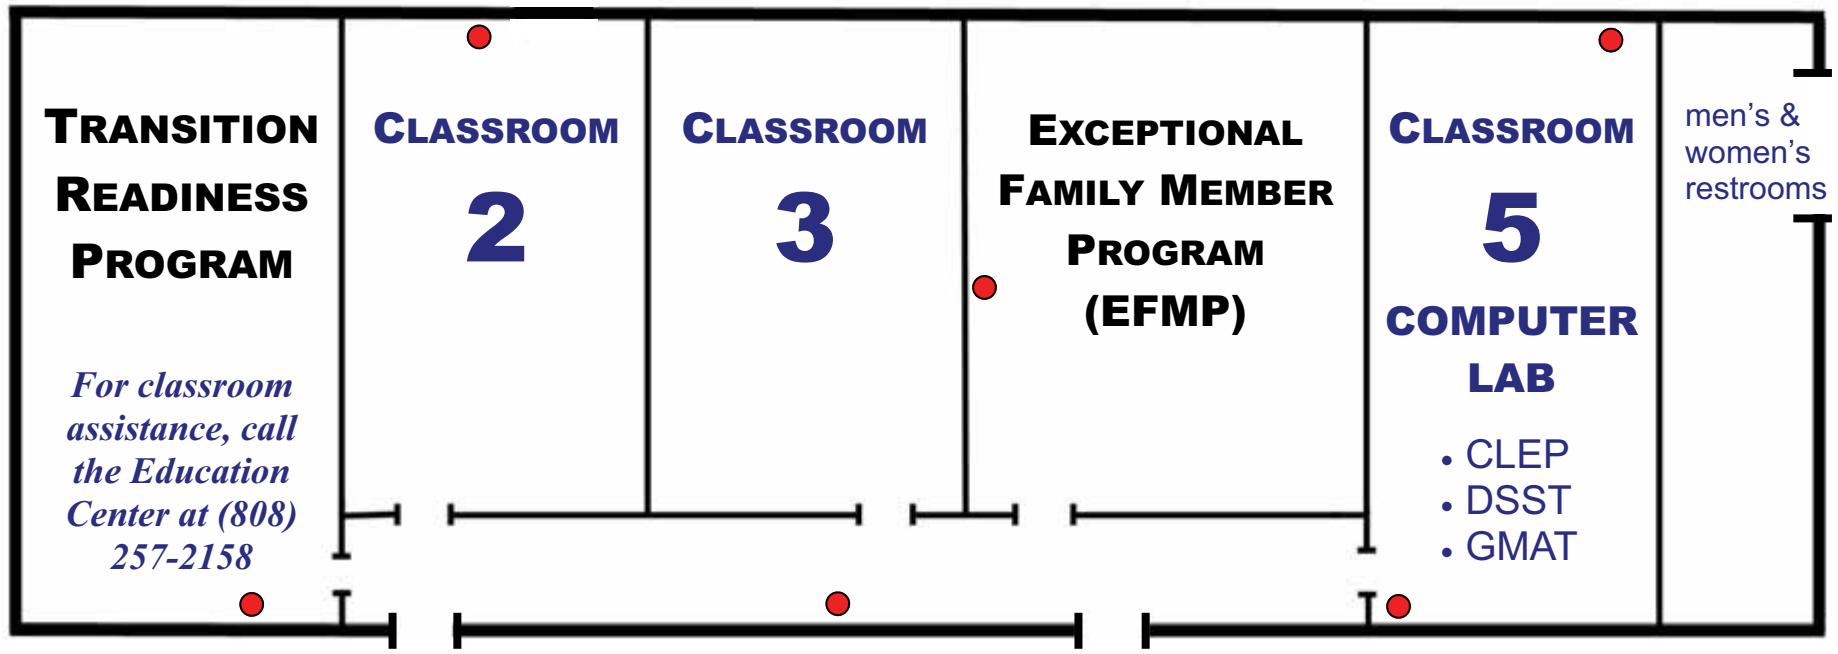 TRANSITION
READINESS
PROGRAM
For classroom
assistance, call
the Education
Center at (808)
257-2158
CLASSROOM
2
CLASSROOM
3
EXCEPTIONAL
FAMILY MEMBER
PROGRAM
(EFMP)
CLASSROOM
5
COMPUTER
LAB
• CLEP
• DSST
• GMAT
men’s &
women’s
restrooms